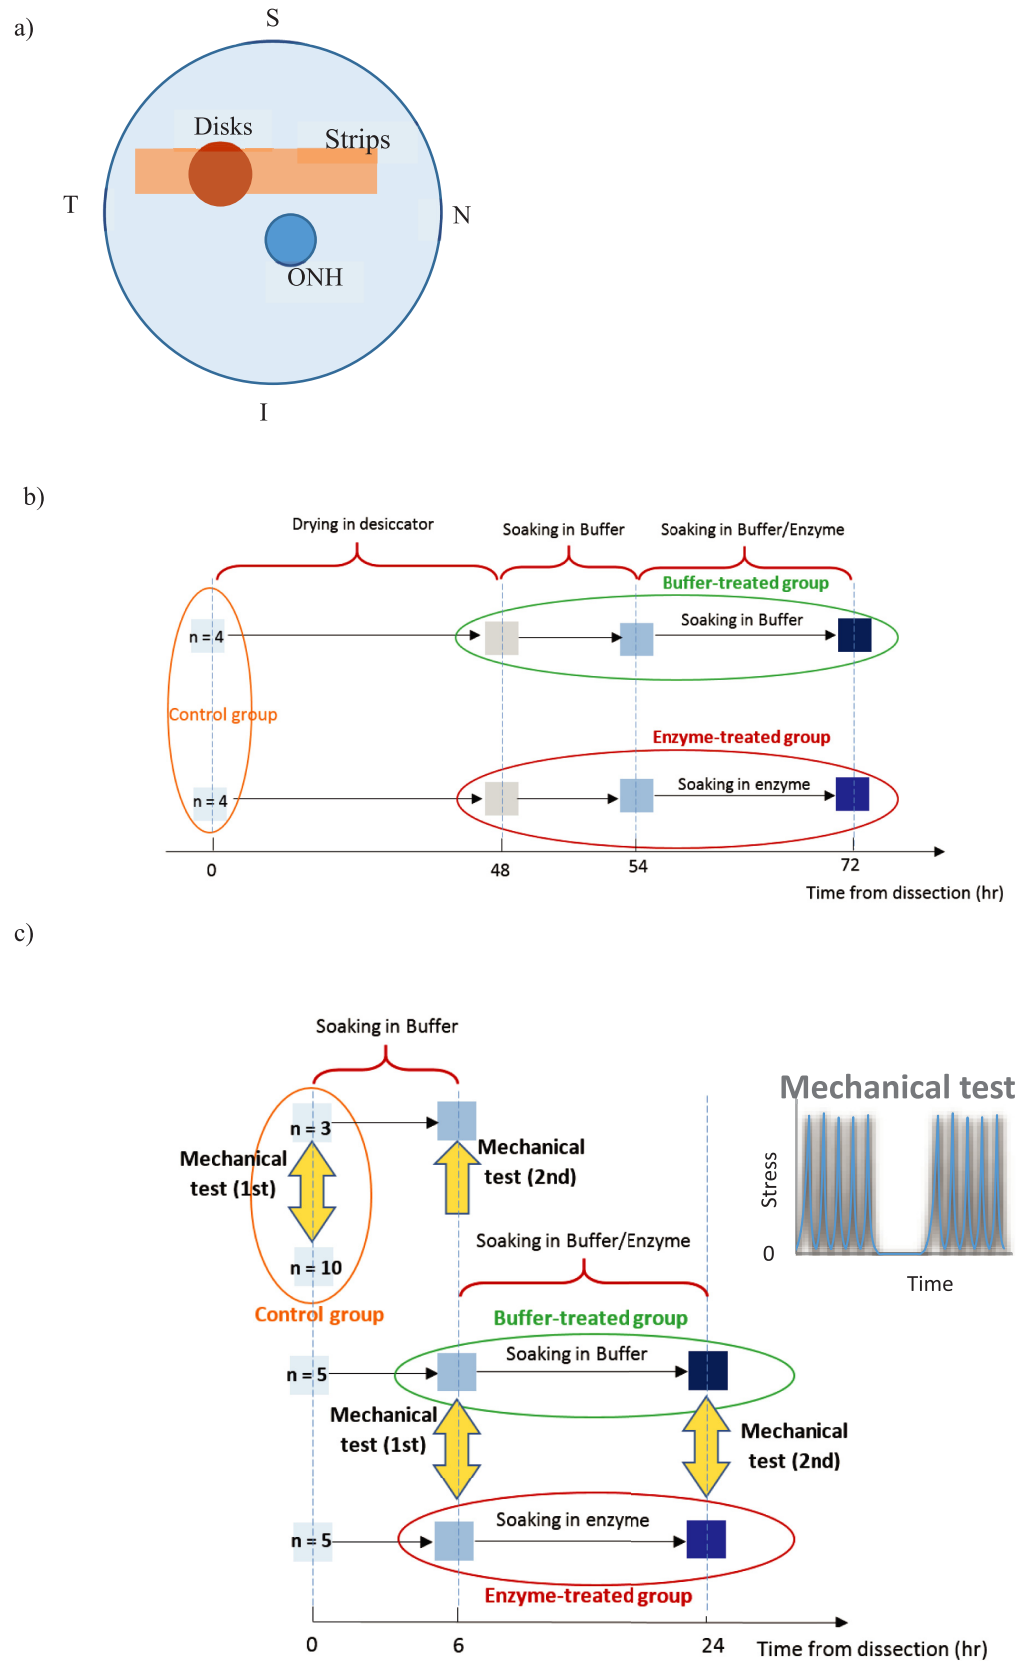 a)
S
Disks
Strips
T
N
ONH
I
b)
Drying in desiccator
Soaking in Buffer
Soaking in Buffer/Enzyme
Buffer-treated group
n = 4
Soaking in Buffer
Control group
Enzyme-treated group
n = 4
Soaking in enzyme
0
48
54
72
Time from dissection (hr)
c)
Soaking in Buffer
Mechanical test
n = 3
Mechanical
test (1st)
Mechanical
test (2nd)
Stress
0
Time
Soaking in Buffer/Enzyme
n = 10
Control group
Buffer-treated group
Soaking in Buffer
n = 5
Mechanical
test (1st)
Mechanical
test (2nd)
Soaking in enzyme
n = 5
Enzyme-treated group
0
6
24
Time from dissection (hr)